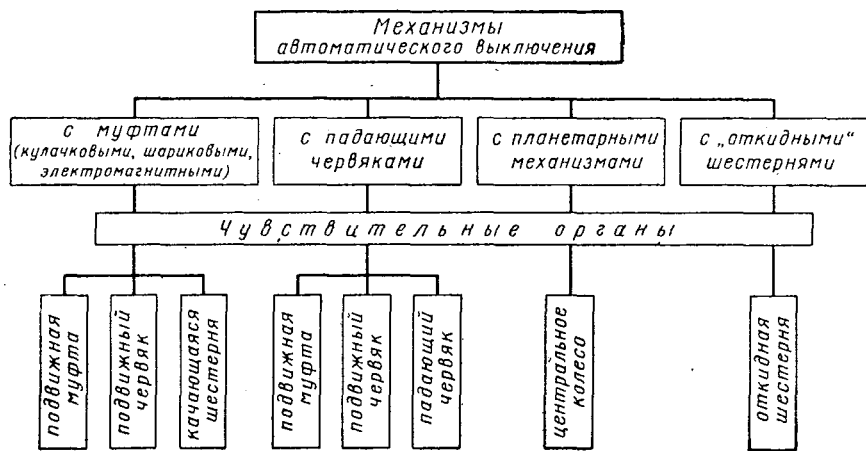 Механизмы
автоматического выключения
с муфтами
(кулачковыми, шариковыми,
электромагнитными)
с падающими
червяками
с планетарными
механизмами
с „откидными“
шестернями
Чувствительные органы
подвижная
муфта
подвижный
червяк
качающаяся
шестерня
подвижная
муфта
подвижный
червяк
падающий
червяк
центральное
колесо
откидная
шестерня